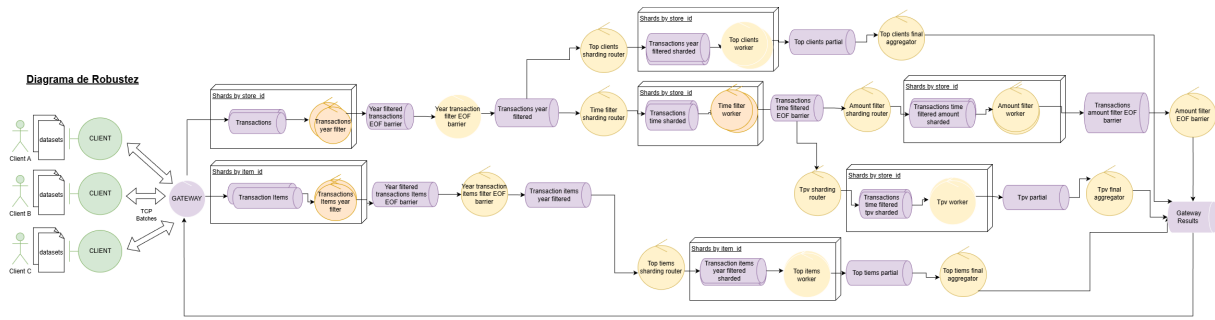 Diagrama de Robustez
Client A
datasets
CLIENT
Client B
datasets
CLIENT
TCP
Batches
Client C
datasets
CLIENT
GATEWAY
Shards by store_id
Transactions
Transactions
year filter
Year filtered
transactions
EOF barrier
Year transaction
filter EOF
barrier
Transactions year
filtered
Shards by item_id
Transaction Items
Transactions
items year
filter
Year filtered
transactions items
EOF barrier
Year transaction
items filter EOF
barrier
Transaction items
year filtered
Top clients
sharding router
Shards by store_id
Transactions year
filtered sharded
Top clients
worker
Top clients partial
Top clients final
aggregator
Time filter
sharding router
Shards by store_id
Transactions
time sharded
Time filter
worker
Transactions
time filtered
EOF barrier
Amount filter
sharding router
Shards by store_id
Transactions time
filtered amount
sharded
Amount filter
worker
Transactions
amount filter EOF
barrier
Amount filter
EOF barrier
Tpv sharding
router
Shards by store_id
Transactions
time filtered
tpv sharded
Tpv worker
Tpv partial
Tpv final
aggregator
Top tiems
sharding router
Shards by item_id
Transaction items
year filtered
sharded
Top items
worker
Top tiems partial
Top tiems final
aggregator
Gateway
Results